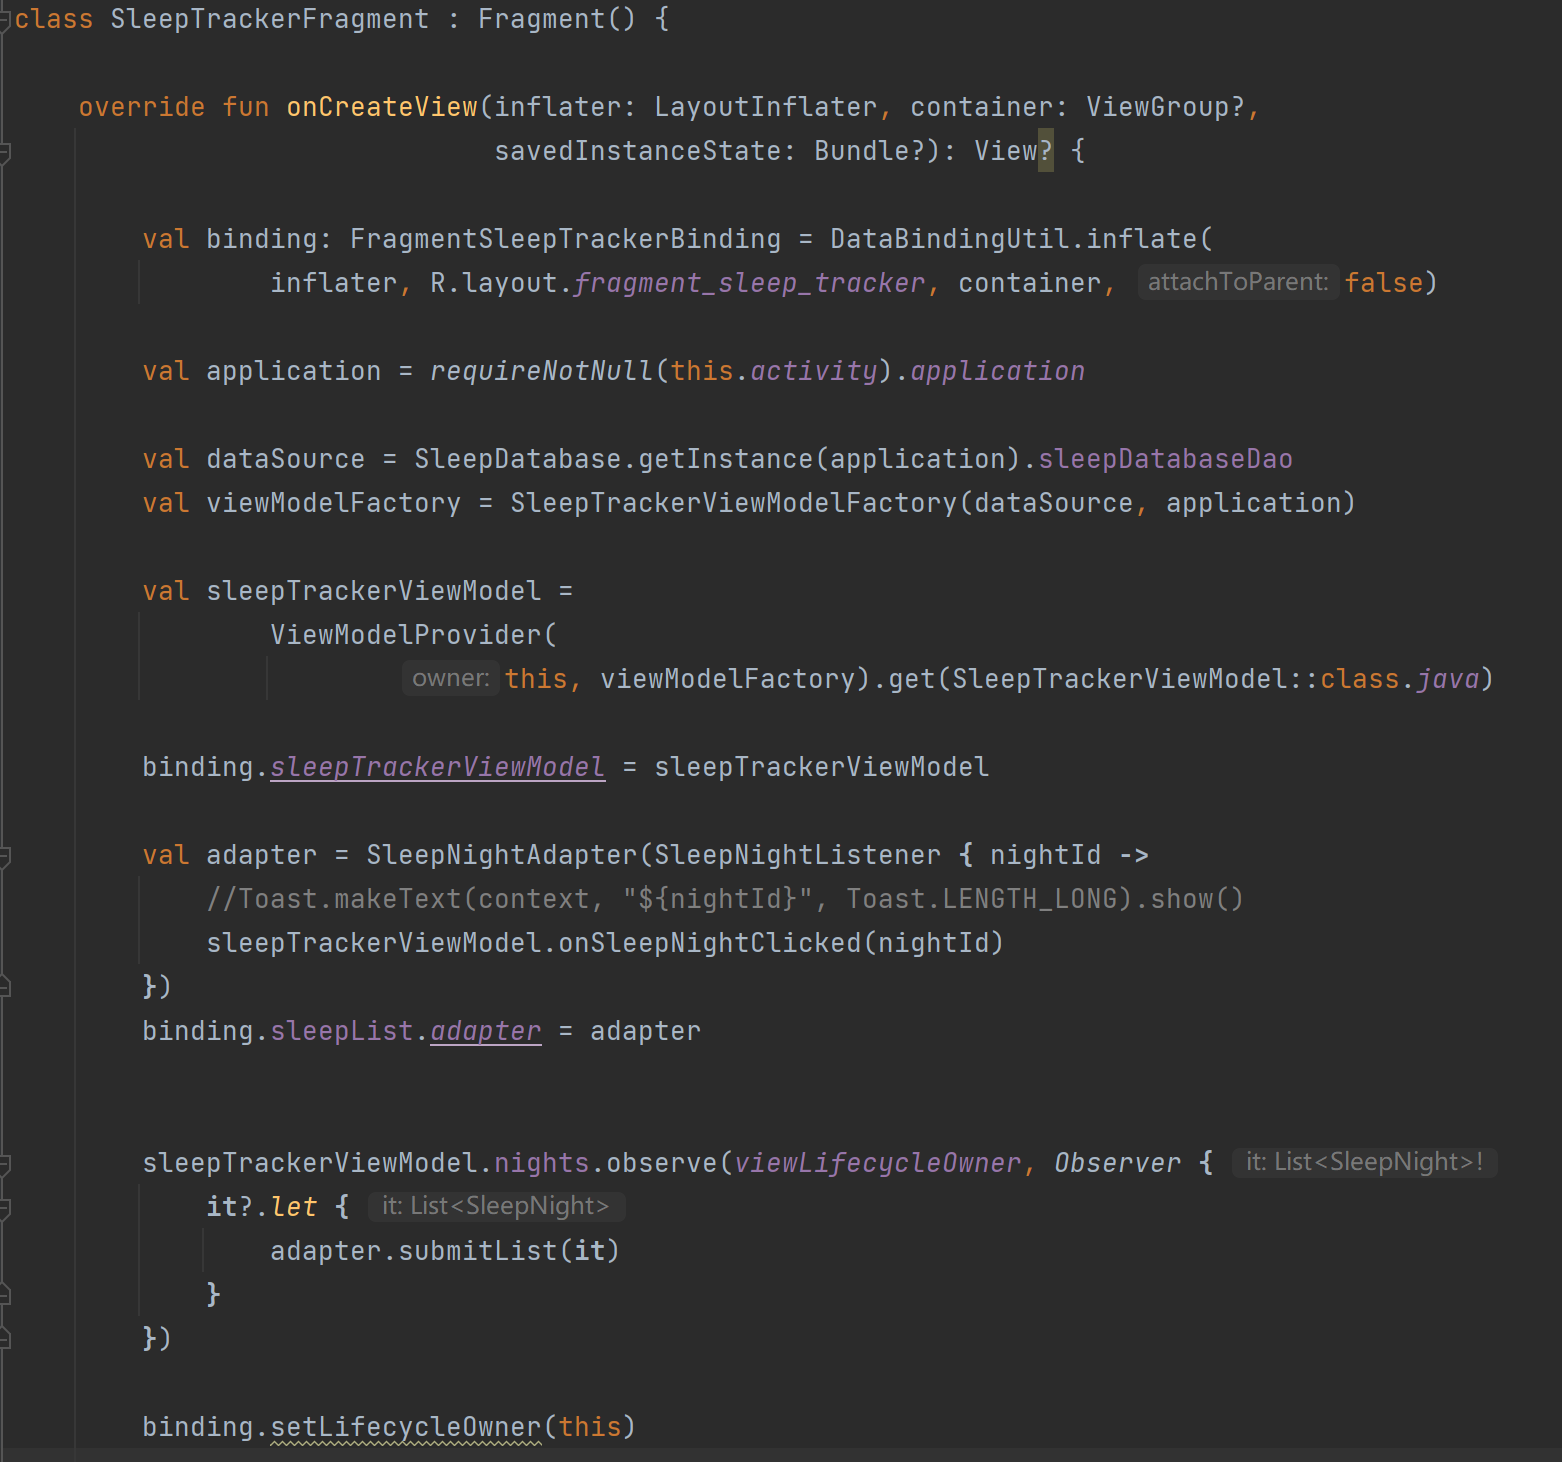 class SleepTrackerFragment : Fragment() {
override fun onCreateView(inflater: LayoutInflater, container: ViewGroup?,
savedInstanceState: Bundle?): View? {
val binding: FragmentSleepTrackerBinding = DataBindingUtil.inflate(
inflater, R.layout.fragment_sleep_tracker, container, attachToParent: false)
val application = requireNotNull(this.activity).application
val dataSource = SleepDatabase.getInstance(application).sleepDatabaseDao
val viewModelFactory = SleepTrackerViewModelFactory(dataSource, application)
val sleepTrackerViewModel =
ViewModelProvider(
owner: this, viewModelFactory).get(SleepTrackerViewModel::class.java)
binding.sleepTrackerViewModel = sleepTrackerViewModel
val adapter = SleepNightAdapter(SleepNightListener { nightId ->
//Toast.makeText(context, "${nightId}", Toast.LENGTH_LONG).show()
sleepTrackerViewModel.onSleepNightClicked(nightId)
})
binding.sleepList.adapter = adapter
sleepTrackerViewModel.nights.observe(viewLifecycleOwner, Observer { it: List<SleepNight>!
it?.let { it: List<SleepNight>
adapter.submitList(it)
}
})
binding.setLifecycleOwner(this)